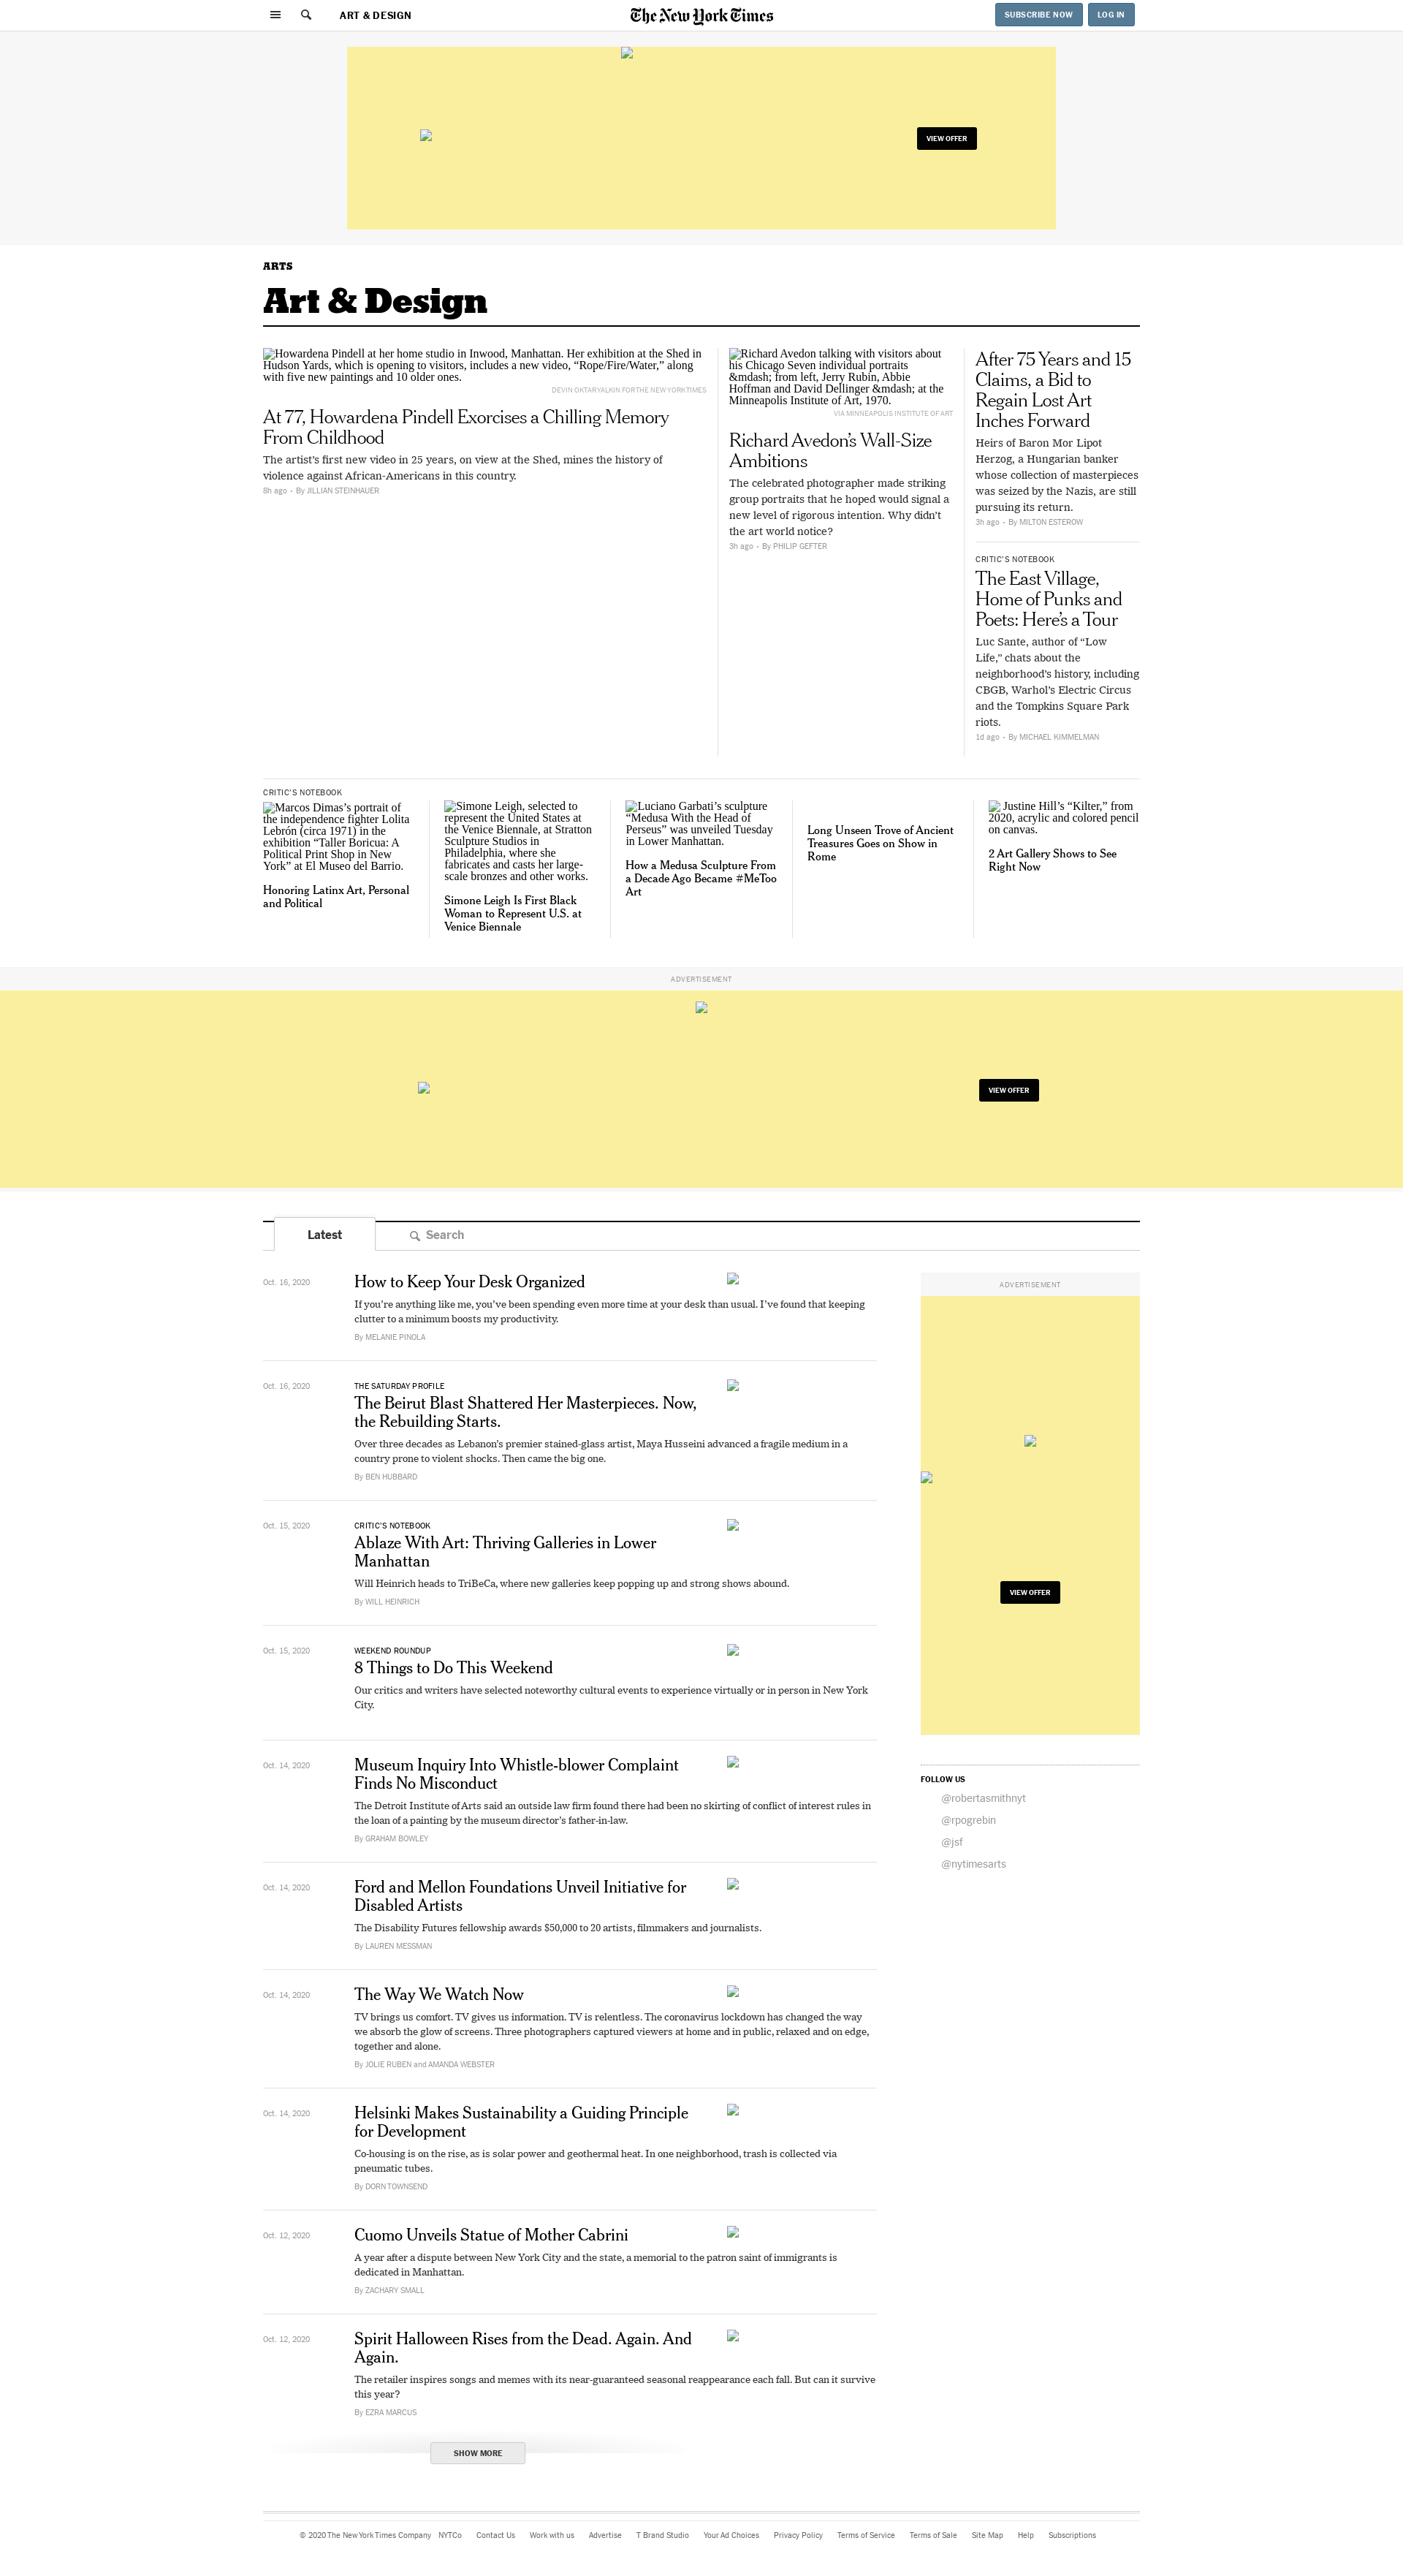 ART & DESIGN
The New York Times
SUBSCRIBE NOW
LOG IN
VIEW OFFER
ARTS
Art & Design
Howardena Pindell at her home studio in Inwood, Manhattan. Her exhibition at the Shed in
Hudson Yards, which is opening to visitors, includes a new video, “Rope/Fire/Water,” along
with five new paintings and 10 older ones.
DEVIN OKTAR YALKIN FOR THE NEW YORK TIMES
At 77, Howardena Pindell Exorcises a Chilling Memory
From Childhood
The artist’s first new video in 25 years, on view at the Shed, mines the history of
violence against African-Americans in this country.
8h ago • By JILLIAN STEINHAUER
Richard Avedon talking with visitors about
his Chicago Seven individual portraits
&mdash; from left, Jerry Rubin, Abbie
Hoffman and David Dellinger &mdash; at the
Minneapolis Institute of Art, 1970.
VIA MINNEAPOLIS INSTITUTE OF ART
Richard Avedon’s Wall-Size
Ambitions
The celebrated photographer made striking
group portraits that he hoped would signal a
new level of rigorous intention. Why didn’t
the art world notice?
3h ago • By PHILIP GEFTER
After 75 Years and 15
Claims, a Bid to
Regain Lost Art
Inches Forward
Heirs of Baron Mor Lipot
Herzog, a Hungarian banker
whose collection of masterpieces
was seized by the Nazis, are still
pursuing its return.
3h ago • By MILTON ESTEROW
CRITIC’S NOTEBOOK
The East Village,
Home of Punks and
Poets: Here’s a Tour
Luc Sante, author of “Low
Life,” chats about the
neighborhood’s history, including
CBGB, Warhol’s Electric Circus
and the Tompkins Square Park
riots.
1d ago • By MICHAEL KIMMELMAN
CRITIC’S NOTEBOOK
Marcos Dimas’s portrait of
the independence fighter Lolita
Lebrón (circa 1971) in the
exhibition “Taller Boricua: A
Political Print Shop in New
York” at El Museo del Barrio.
Honoring Latinx Art, Personal
and Political
Simone Leigh, selected to
represent the United States at
the Venice Biennale, at Stratton
Sculpture Studios in
Philadelphia, where she
fabricates and casts her large-
scale bronzes and other works.
Simone Leigh Is First Black
Woman to Represent U.S. at
Venice Biennale
Luciano Garbati’s sculpture
“Medusa With the Head of
Perseus” was unveiled Tuesday
in Lower Manhattan.
How a Medusa Sculpture From
a Decade Ago Became #MeToo
Art
Long Unseen Trove of Ancient
Treasures Goes on Show in
Rome
Justine Hill’s “Kilter,” from
2020, acrylic and colored pencil
on canvas.
2 Art Gallery Shows to See
Right Now
ADVERTISEMENT
VIEW OFFER
Latest
Search
Oct. 16, 2020
How to Keep Your Desk Organized
If you’re anything like me, you’ve been spending even more time at your desk than usual. I’ve found that keeping
clutter to a minimum boosts my productivity.
By MELANIE PINOLA
Oct. 16, 2020
THE SATURDAY PROFILE
The Beirut Blast Shattered Her Masterpieces. Now,
the Rebuilding Starts.
Over three decades as Lebanon’s premier stained-glass artist, Maya Husseini advanced a fragile medium in a
country prone to violent shocks. Then came the big one.
By BEN HUBBARD
Oct. 15, 2020
CRITIC’S NOTEBOOK
Ablaze With Art: Thriving Galleries in Lower
Manhattan
Will Heinrich heads to TriBeCa, where new galleries keep popping up and strong shows abound.
By WILL HEINRICH
Oct. 15, 2020
WEEKEND ROUNDUP
8 Things to Do This Weekend
Our critics and writers have selected noteworthy cultural events to experience virtually or in person in New York
City.
Oct. 14, 2020
Museum Inquiry Into Whistle-blower Complaint
Finds No Misconduct
The Detroit Institute of Arts said an outside law firm found there had been no skirting of conflict of interest rules in
the loan of a painting by the museum director’s father-in-law.
By GRAHAM BOWLEY
Oct. 14, 2020
Ford and Mellon Foundations Unveil Initiative for
Disabled Artists
The Disability Futures fellowship awards $50,000 to 20 artists, filmmakers and journalists.
By LAUREN MESSMAN
Oct. 14, 2020
The Way We Watch Now
TV brings us comfort. TV gives us information. TV is relentless. The coronavirus lockdown has changed the way
we absorb the glow of screens. Three photographers captured viewers at home and in public, relaxed and on edge,
together and alone.
By JOLIE RUBEN and AMANDA WEBSTER
Oct. 14, 2020
Helsinki Makes Sustainability a Guiding Principle
for Development
Co-housing is on the rise, as is solar power and geothermal heat. In one neighborhood, trash is collected via
pneumatic tubes.
By DORN TOWNSEND
Oct. 12, 2020
Cuomo Unveils Statue of Mother Cabrini
A year after a dispute between New York City and the state, a memorial to the patron saint of immigrants is
dedicated in Manhattan.
By ZACHARY SMALL
Oct. 12, 2020
Spirit Halloween Rises from the Dead. Again. And
Again.
The retailer inspires songs and memes with its near-guaranteed seasonal reappearance each fall. But can it survive
this year?
By EZRA MARCUS
SHOW MORE
ADVERTISEMENT
VIEW OFFER
FOLLOW US
@robertasmithnyt
@rpogrebin
@jsf
@nytimesarts
© 2020 The New York Times Company NYTCo Contact Us Work with us Advertise T Brand Studio Your Ad Choices Privacy Policy Terms of Service Terms of Sale Site Map Help Subscriptions